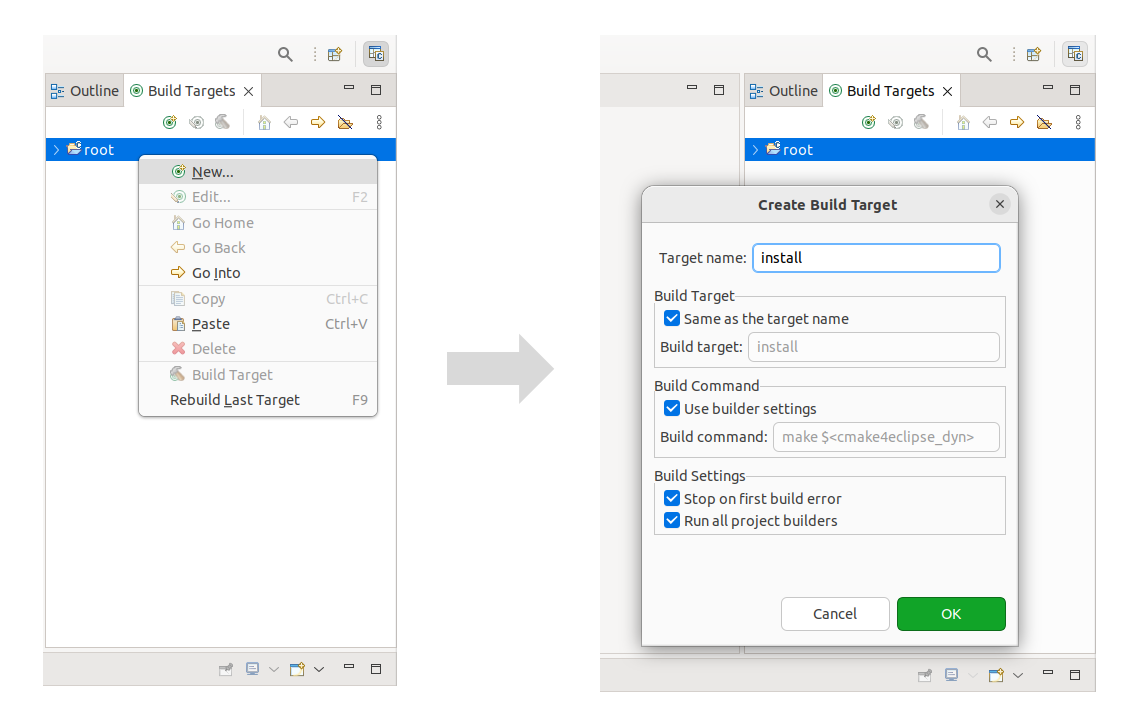 Outline Build Targets
root
New...
Edit... F2
Go Home
Go Back
Go Into
Copy Ctrl+C
Paste Ctrl+V
Delete
Build Target
Rebuild Last Target F9
Outline Build Targets
root
Create Build Target
Target name: install
Build Target
Same as the target name
Build target: install
Build Command
Use builder settings
Build command: make $<cmake4eclipse_dyn>
Build Settings
Stop on first build error
Run all project builders
Cancel OK